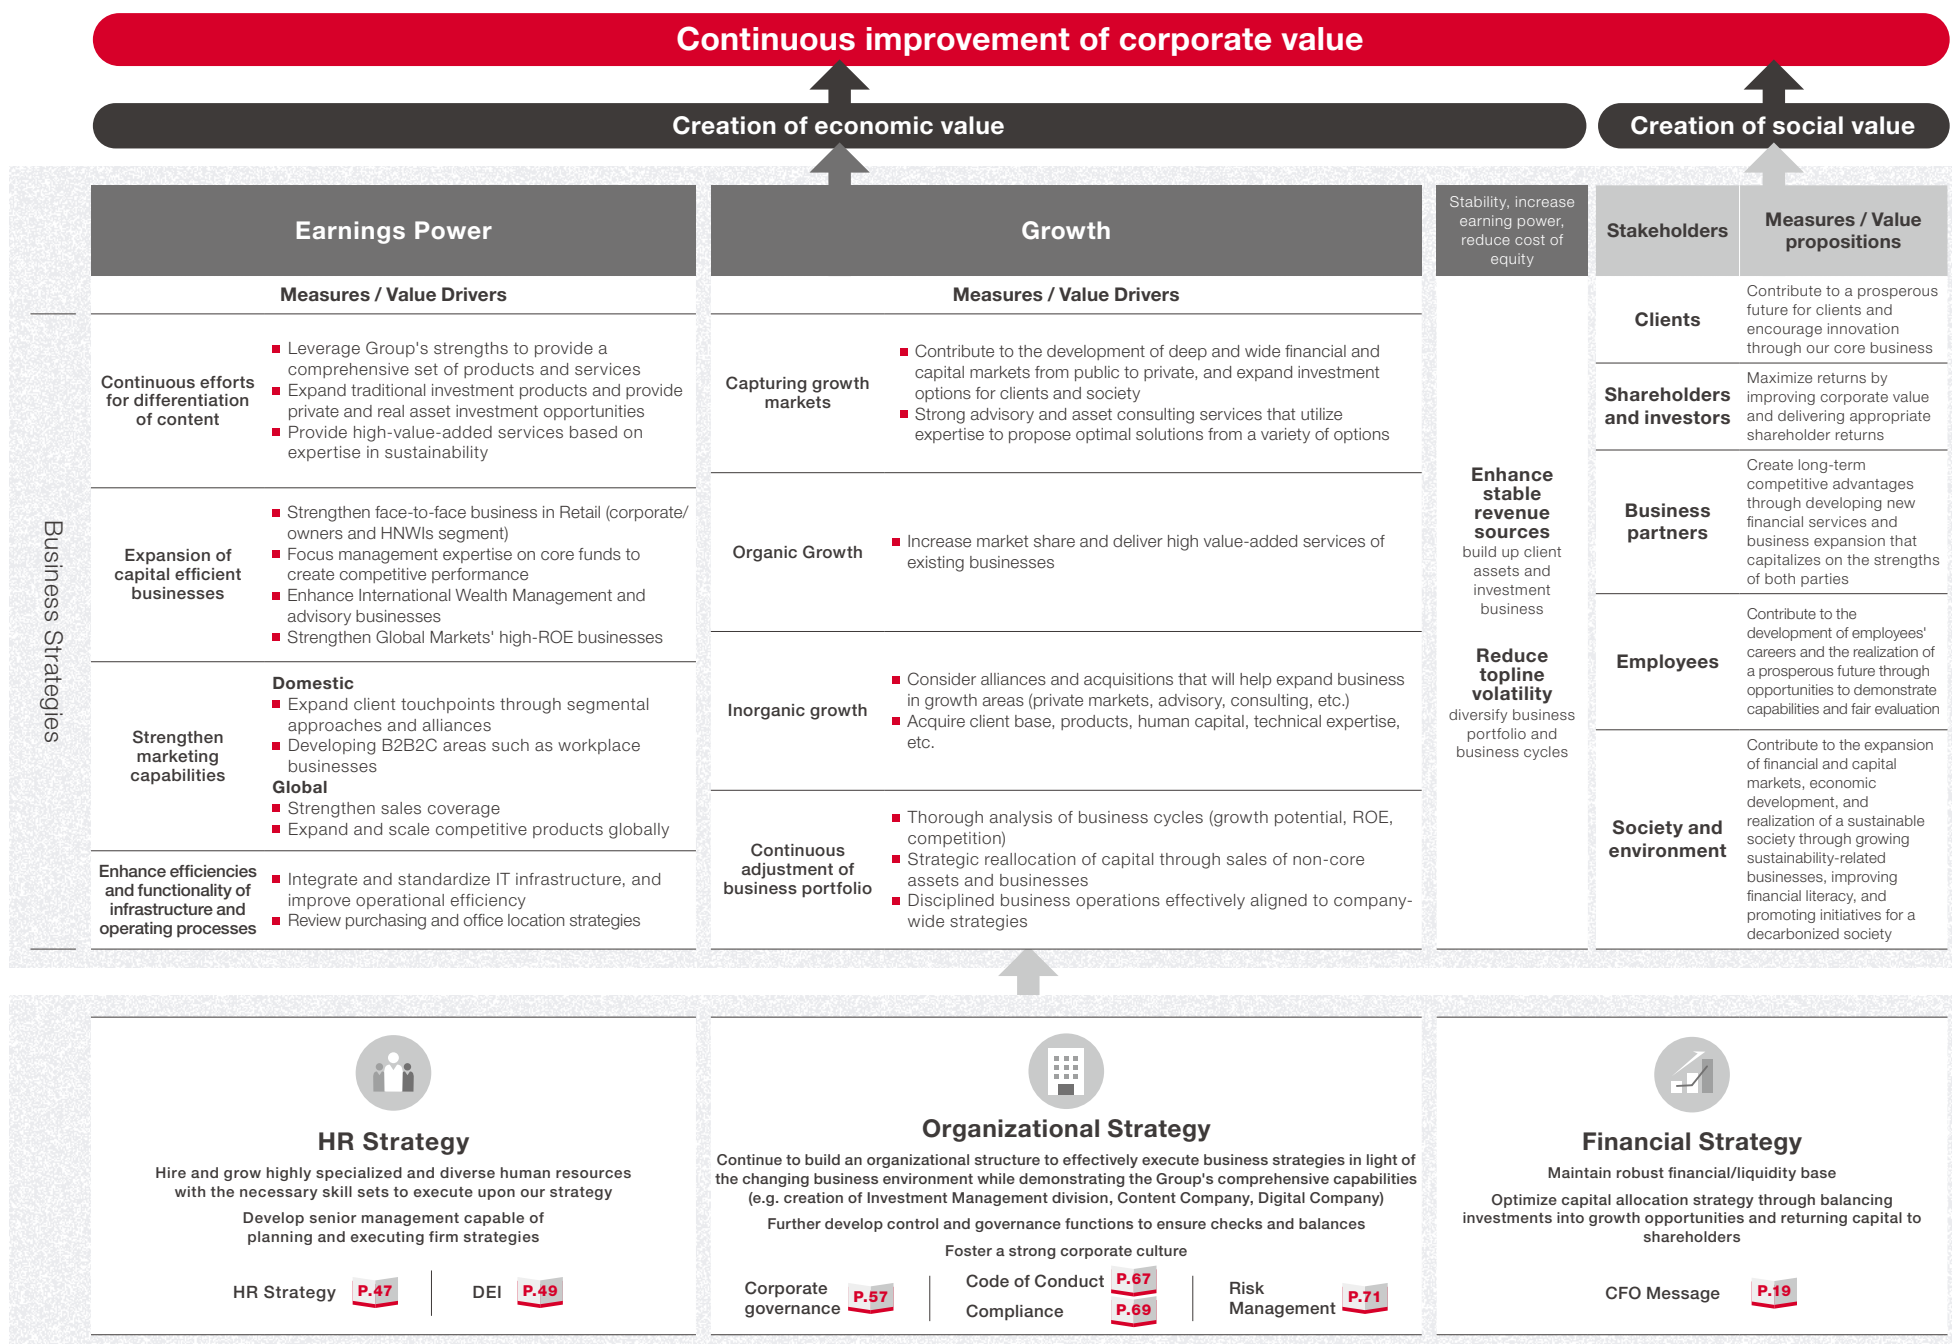 Continuous improvement of corporate value
Creation of economic value
Creation of social value
Business Strategies
Earnings Power
Measures / Value Drivers
Continuous efforts
for differentiation
of content
Leverage Group's strengths to provide a
comprehensive set of products and services
Expand traditional investment products and provide
private and real asset investment opportunities
Provide high-value-added services based on
expertise in sustainability
Expansion of
capital efficient
businesses
Strengthen face-to-face business in Retail (corporate/
owners and HNWIs segment)
Focus management expertise on core funds to
create competitive performance
Enhance International Wealth Management and
advisory businesses
Strengthen Global Markets' high-ROE businesses
Strengthen
marketing
capabilities
Domestic
Expand client touchpoints through segmental
approaches and alliances
Developing B2B2C areas such as workplace
businesses
Global
Strengthen sales coverage
Expand and scale competitive products globally
Enhance efficiencies
and functionality of
infrastructure and
operating processes
Integrate and standardize IT infrastructure, and
improve operational efficiency
Review purchasing and office location strategies
Growth
Measures / Value Drivers
Capturing growth
markets
Contribute to the development of deep and wide financial and
capital markets from public to private, and expand investment
options for clients and society
Strong advisory and asset consulting services that utilize
expertise to propose optimal solutions from a variety of options
Organic Growth
Increase market share and deliver high value-added services of
existing businesses
Inorganic growth
Consider alliances and acquisitions that will help expand business
in growth areas (private markets, advisory, consulting, etc.)
Acquire client base, products, human capital, technical expertise,
etc.
Continuous
adjustment of
business portfolio
Thorough analysis of business cycles (growth potential, ROE,
competition)
Strategic reallocation of capital through sales of non-core
assets and businesses
Disciplined business operations effectively aligned to company-
wide strategies
Stability, increase
earning power,
reduce cost of
equity
Enhance
stable
revenue
sources
build up client
assets and
investment
business
Reduce
topline
volatility
diversify business
portfolio and
business cycles
Stakeholders
Measures / Value
propositions
Clients
Contribute to a prosperous
future for clients and
encourage innovation
through our core business
Shareholders
and investors
Maximize returns by
improving corporate value
and delivering appropriate
shareholder returns
Business
partners
Create long-term
competitive advantages
through developing new
financial services and
business expansion that
capitalizes on the strengths
of both parties
Employees
Contribute to the
development of employees'
careers and the realization of
a prosperous future through
opportunities to demonstrate
capabilities and fair evaluation
Society and
environment
Contribute to the expansion
of financial and capital
markets, economic
development, and
realization of a sustainable
society through growing
sustainability-related
businesses, improving
financial literacy, and
promoting initiatives for a
decarbonized society
HR Strategy
Hire and grow highly specialized and diverse human resources
with the necessary skill sets to execute upon our strategy
Develop senior management capable of
planning and executing firm strategies
HR Strategy P.47
DEI P.49
Organizational Strategy
Continue to build an organizational structure to effectively execute business strategies in light of
the changing business environment while demonstrating the Group's comprehensive capabilities
(e.g. creation of Investment Management division, Content Company, Digital Company)
Further develop control and governance functions to ensure checks and balances
Foster a strong corporate culture
Corporate
governance P.57
Code of Conduct P.67
Compliance P.69
Risk
Management P.71
Financial Strategy
Maintain robust financial/liquidity base
Optimize capital allocation strategy through balancing
investments into growth opportunities and returning capital to
shareholders
CFO Message P.19